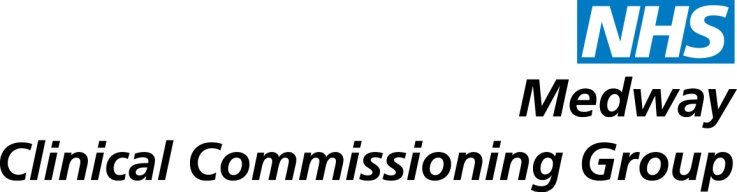 NHS
Medway
Clinical Commissioning Group